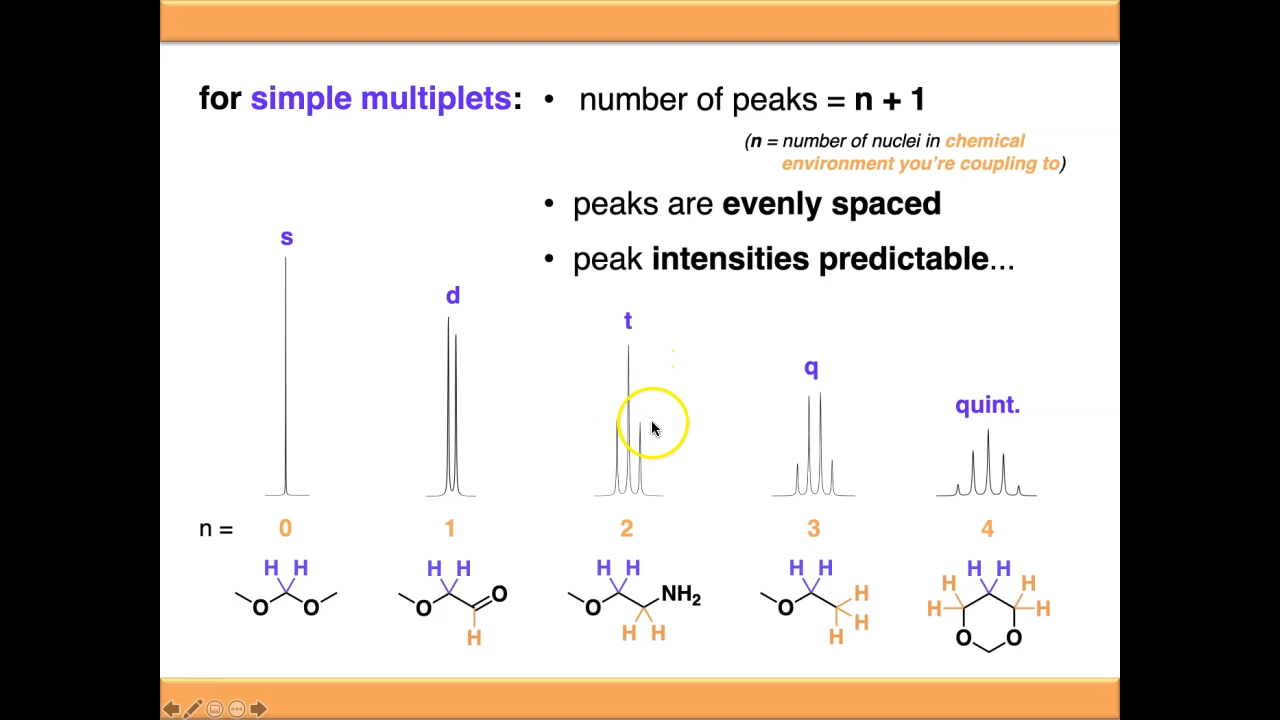 for simple multiplets:
• number of peaks = n + 1
(n = number of nuclei in chemical
environment you're coupling to)
• peaks are evenly spaced
• peak intensities predictable...
s
d
t
q
quint.
n = 0 1 2 3 4
H H
O O
H H
O O
H
H H
O NH2
H H
H H
O H
H
H
H H
H H
H H
O O